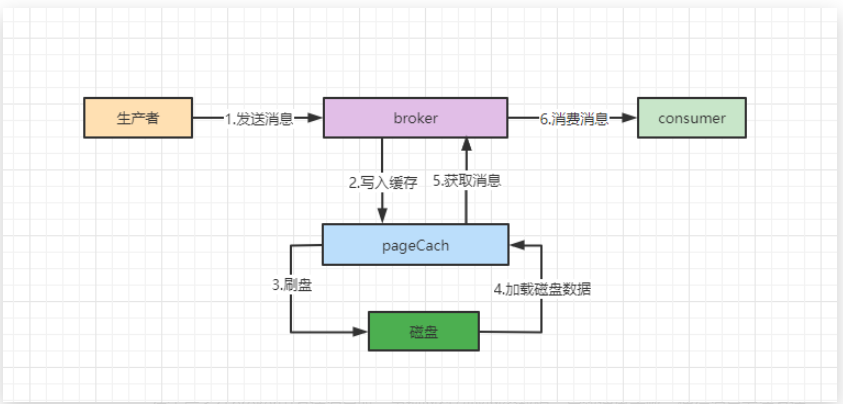 生产者
1.发送消息
broker
6.消费消息
consumer
2.写入缓存
5.获取消息
pageCach
3.刷盘
4.加载磁盘数据
磁盘